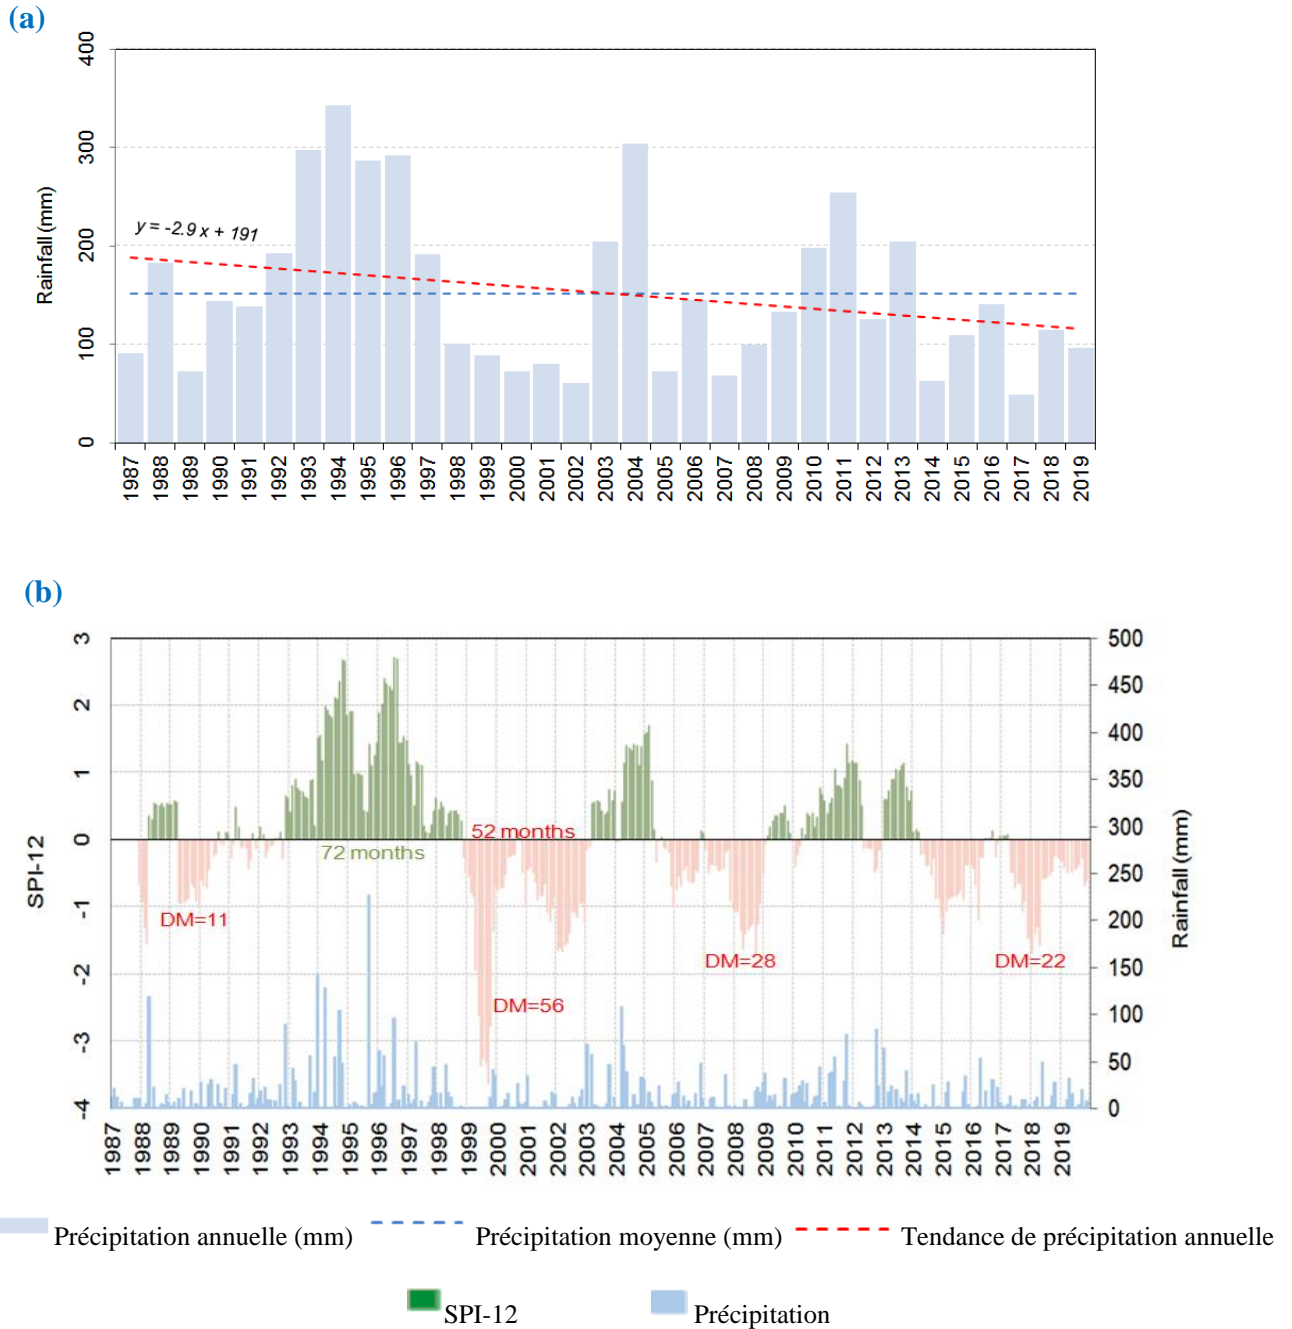 (a)
Rainfall (mm)
400
300
200
100
0
y = -2.9 x + 191
1987 1988 1989 1990 1991 1992 1993 1994 1995 1996 1997 1998 1999 2000 2001 2002 2003 2004 2005 2006 2007 2008 2009 2010 2011 2012 2013 2014 2015 2016 2017 2018 2019
(b)
SPI-12
3
2
1
0
-1
-2
-3
-4
Rainfall (mm)
500
450
400
350
300
250
200
150
100
50
0
52 months
72 months
DM=11
DM=28
DM=22
DM=56
1987 1988 1989 1990 1991 1992 1993 1994 1995 1996 1997 1998 1999 2000 2001 2002 2003 2004 2005 2006 2007 2008 2009 2010 2011 2012 2013 2014 2015 2016 2017 2018 2019
Précipitation annuelle (mm) Précipitation moyenne (mm) Tendance de précipitation annuelle
SPI-12 Précipitation